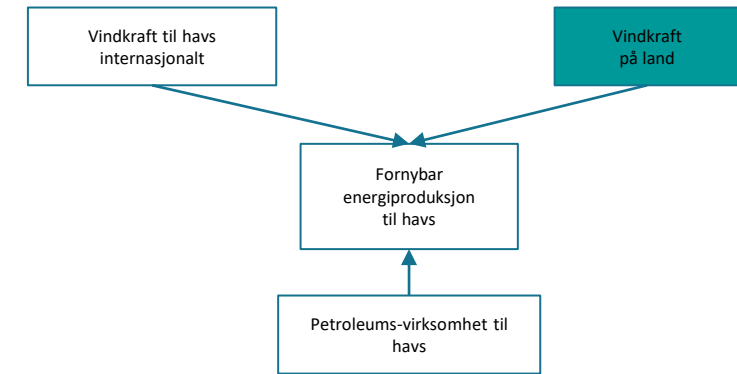 Vindkraft til havs
internasjonalt
Vindkraft
på land
Fornybar
energiproduksjon
til havs
Petroleums-virksomhet til
havs